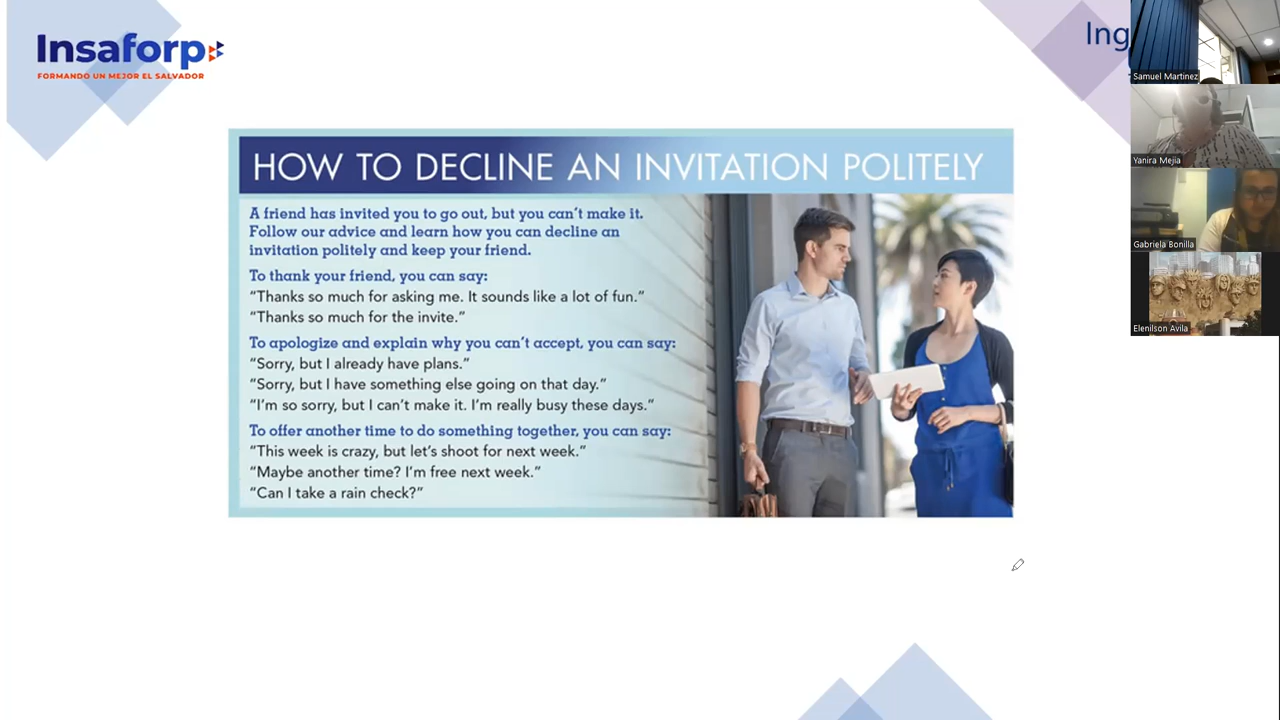 Insaforp
FORMANDO UN MEJOR EL SALVADOR
Ing
Samuel Martinez
Yanira Mejia
Gabriela Bonilla
Elenilson Avila
HOW TO DECLINE AN INVITATION POLITELY
A friend has invited you to go out, but you can't make it.
Follow our advice and learn how you can decline an
invitation politely and keep your friend.
To thank your friend, you can say:
"Thanks so much for asking me. It sounds like a lot of fun."
"Thanks so much for the invite."
To apologize and explain why you can't accept, you can say:
"Sorry, but I already have plans."
"Sorry, but I have something else going on that day."
"I'm so sorry, but I can't make it. I'm really busy these days."
To offer another time to do something together, you can say:
"This week is crazy, but let's shoot for next week."
"Maybe another time? I'm free next week."
"Can I take a rain check?"